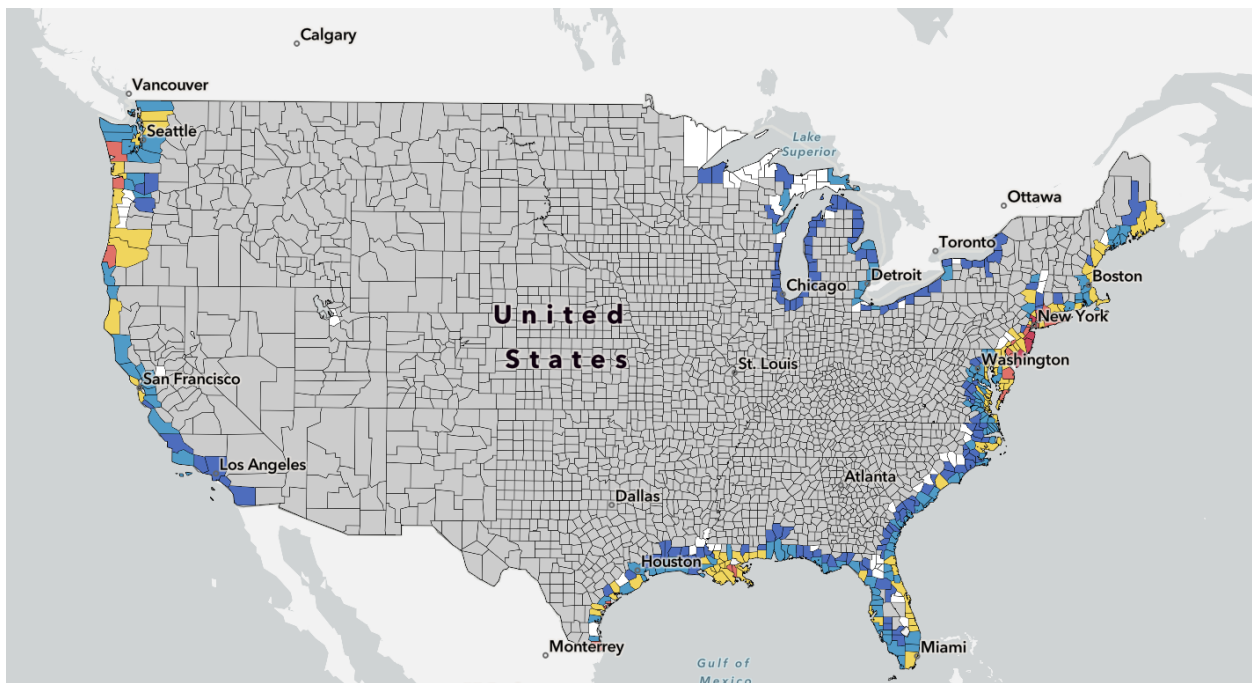 Calgary
Vancouver
Seattle
Lake
Superior
Ottawa
Toronto
Boston
Detroit
Chicago
New York
United
States
Washington
St. Louis
San Francisco
Los Angeles
Atlanta
Dallas
Houston
Monterrey
Miami
Gulf of
Mexico